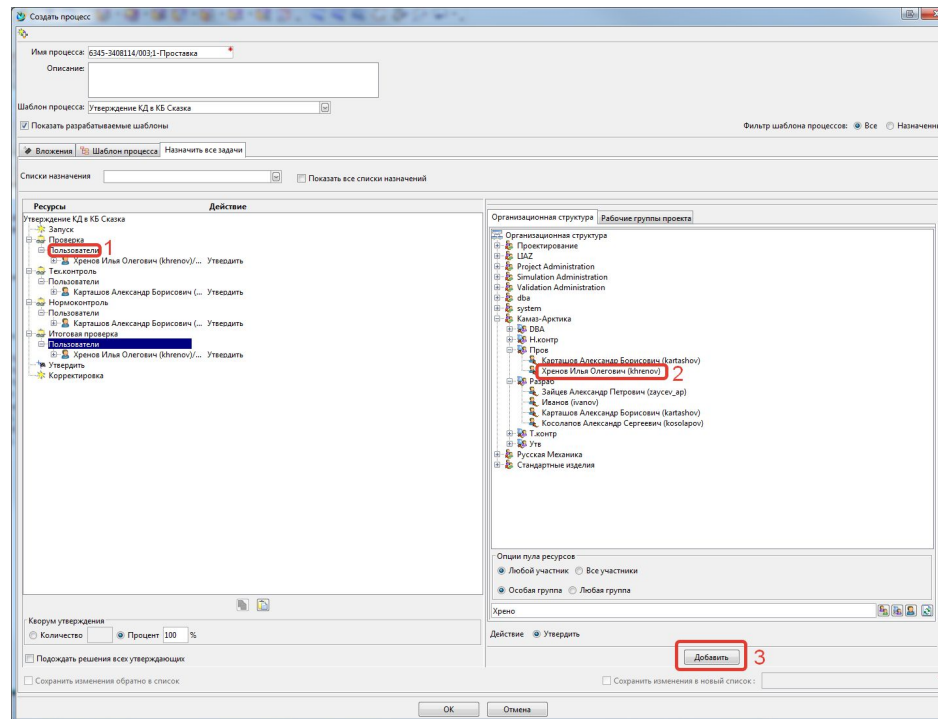 Создать процесс
Имя процесса: 6345-3408114/003;1-Проставка *
Описание:
Шаблон процесса: Утверждение КД в КБ Сказка
Показать разрабатываемые шаблоны
Фильтр шаблона процессов: Все Назначенн
Вложения Шаблон процесса Назначить все задачи
Списки назначения Показать все списки назначений
Ресурсы Действие
Утверждение КД в КБ Сказка
Запуск
Проверка
Пользователи 1
Хренов Илья Олегович (khrenov)/... Утвердить
Тех.контроль
Пользователи
Карташов Александр Борисович (... Утвердить
Нормоконтроль
Пользователи
Карташов Александр Борисович (... Утвердить
Итоговая проверка
Пользователи
Хренов Илья Олегович (khrenov)/... Утвердить
Утвердить
Корректировка
Кворум утверждения
Количество Процент 100 %
Подождать решения всех утверждающих
Сохранить изменения обратно в список
Организационная структура Рабочие группы проекта
Организационная структура
Проектирование
LIAZ
Project Administration
Simulation Administration
Validation Administration
dba
system
Камаз-Арктика
DBA
Н.контр
Пров
Карташов Александр Борисович (kartashov)
Хренов Илья Олегович (khrenov) 2
Разраб
Зайцев Александр Петрович (zaycev_ap)
Иванов (ivanov)
Карташов Александр Борисович (kartashov)
Косолапов Александр Сергеевич (kosolapov)
Т.контр
Утв
Русская Механика
Стандартные изделия
Опции пула ресурсов
Любой участник Все участники
Особая группа Любая группа
Хрено
Действие Утвердить
Добавить 3
Сохранить изменения в новый список :
OK Отмена